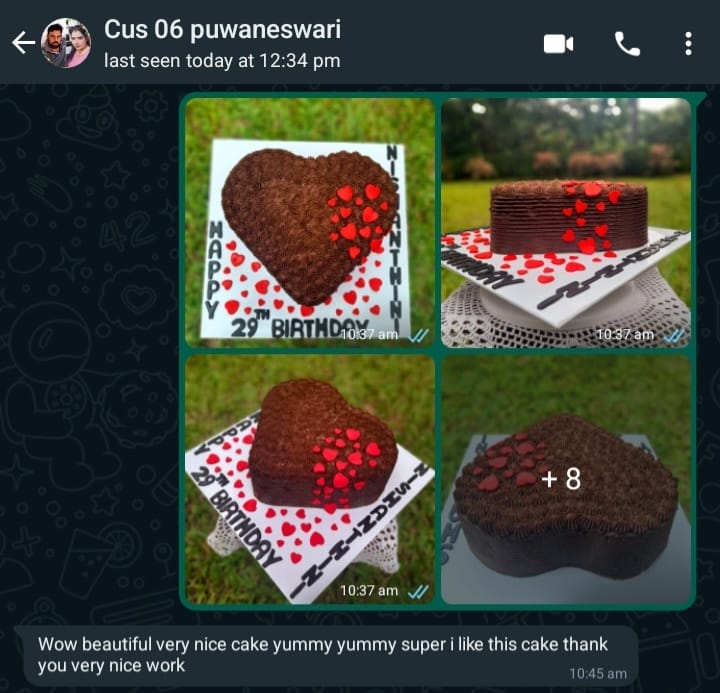 Cus 06 puwaneswari
last seen today at 12:34 pm
HAPPY
29TH BIRTHDAY
10:37 am
BIRTHDAY
10:37 am
HAPPY
29TH BIRTHDAY
NISHANTHINI
10:37 am
+ 8
Wow beautiful very nice cake yummy yummy super i like this cake thank
you very nice work
10:45 am